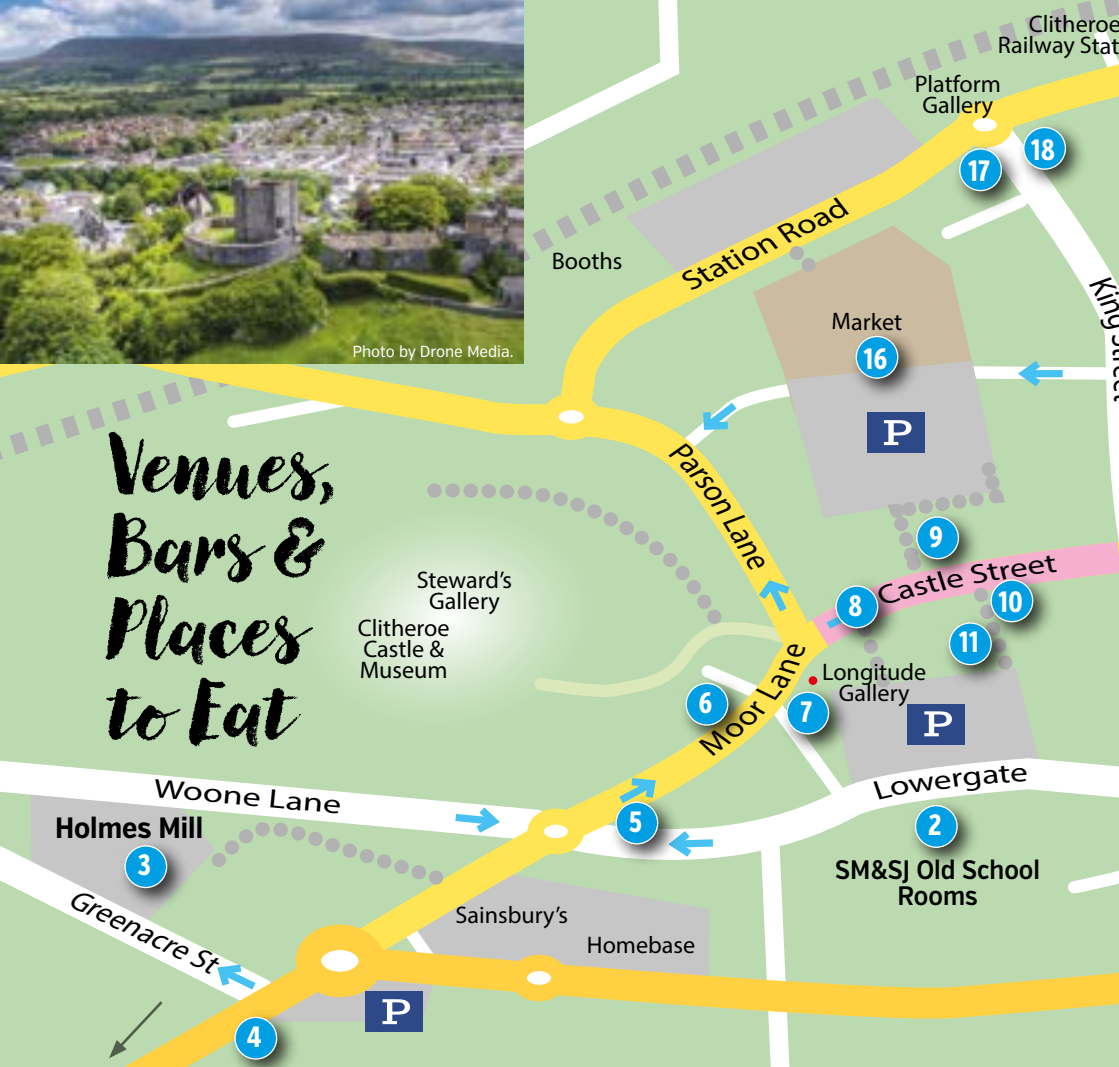 Clitheroe
Railway Stat
Platform
Gallery
18
17
Station Road
Booths
Photo by Drone Media.
Market
16
King Street
P
Venues,
Bars &
Places
to Eat
Parson Lane
9
Castle Street
Steward's
Gallery
8
10
Clitheroe
Castle &
Museum
11
Longitude
Gallery
6
7
Moor Lane
P
Lowergate
Woone Lane
5
2
Holmes Mill
3
SM&SJ Old School
Rooms
Greenacre St
Sainsbury's
Homebase
P
4